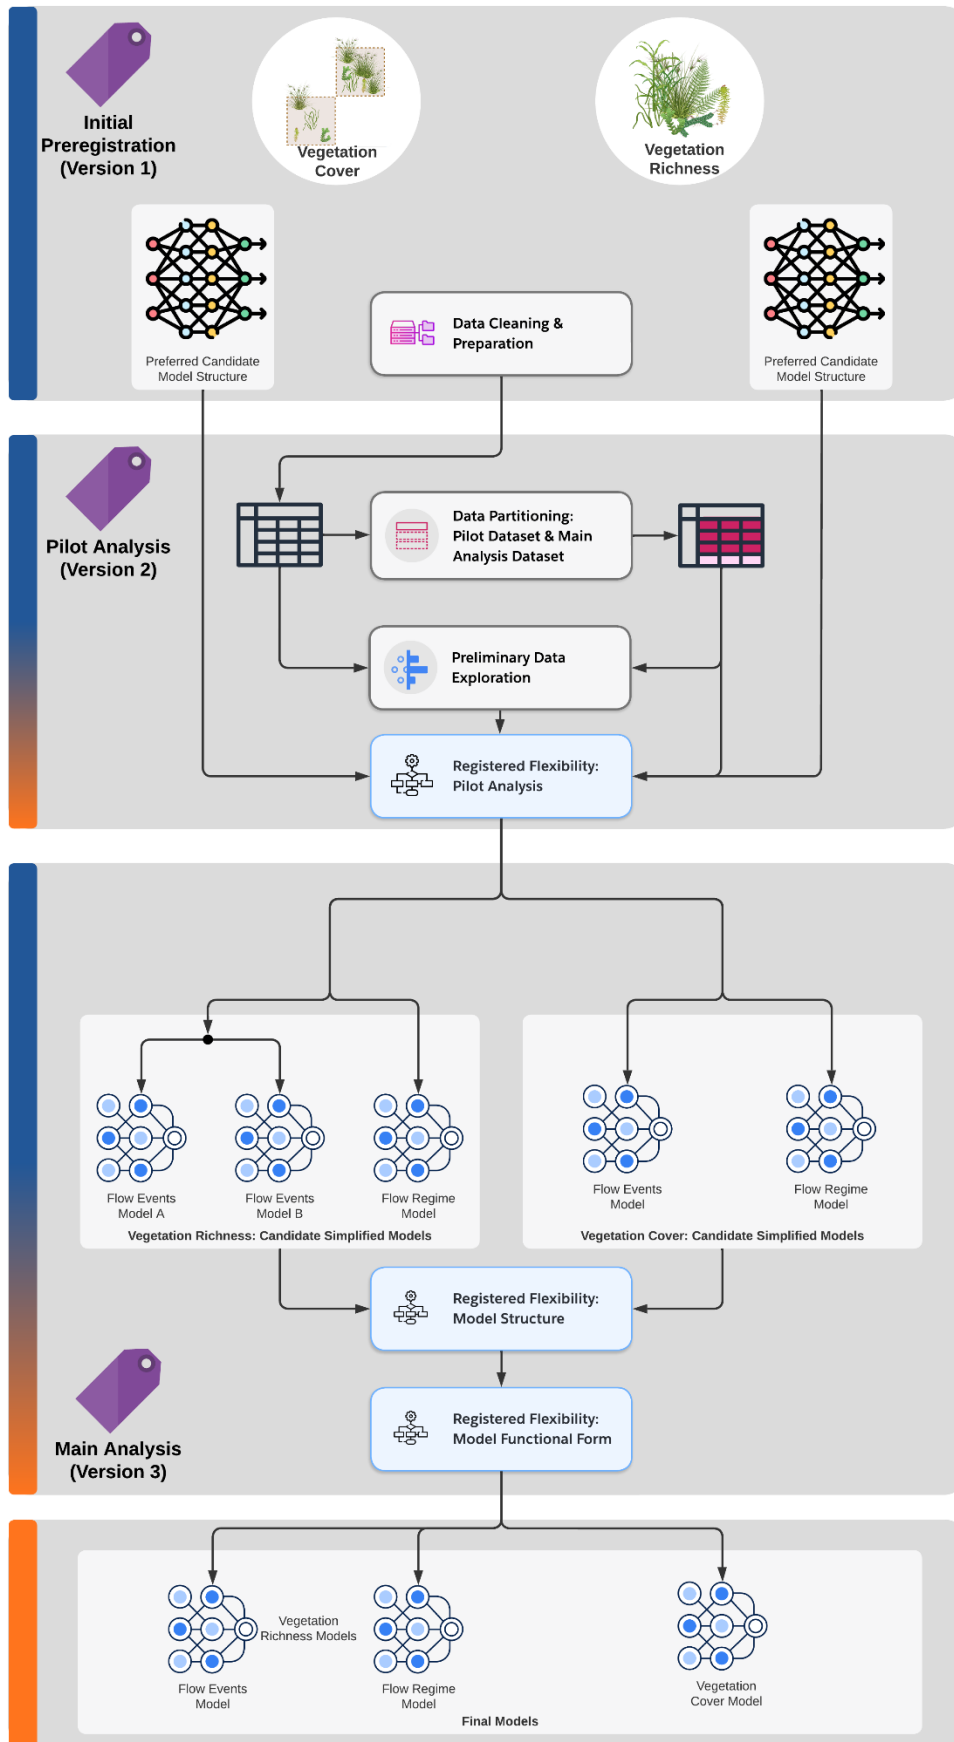 Initial
Preregistration
(Version 1)
Vegetation
Cover
Vegetation
Richness
Preferred Candidate
Model Structure
Data Cleaning &
Preparation
Preferred Candidate
Model Structure
Pilot Analysis
(Version 2)
Data Partitioning:
Pilot Dataset & Main
Analysis Dataset
Preliminary Data
Exploration
Registered Flexibility:
Pilot Analysis
Flow Events
Model A
Flow Events
Model B
Flow Regime
Model
Vegetation Richness: Candidate Simplified Models
Flow Events
Model
Flow Regime
Model
Vegetation Cover: Candidate Simplified Models
Registered Flexibility:
Model Structure
Main Analysis
(Version 3)
Registered Flexibility:
Model Functional Form
Vegetation
Richness Models
Flow Events
Model
Flow Regime
Model
Vegetation
Cover Model
Final Models